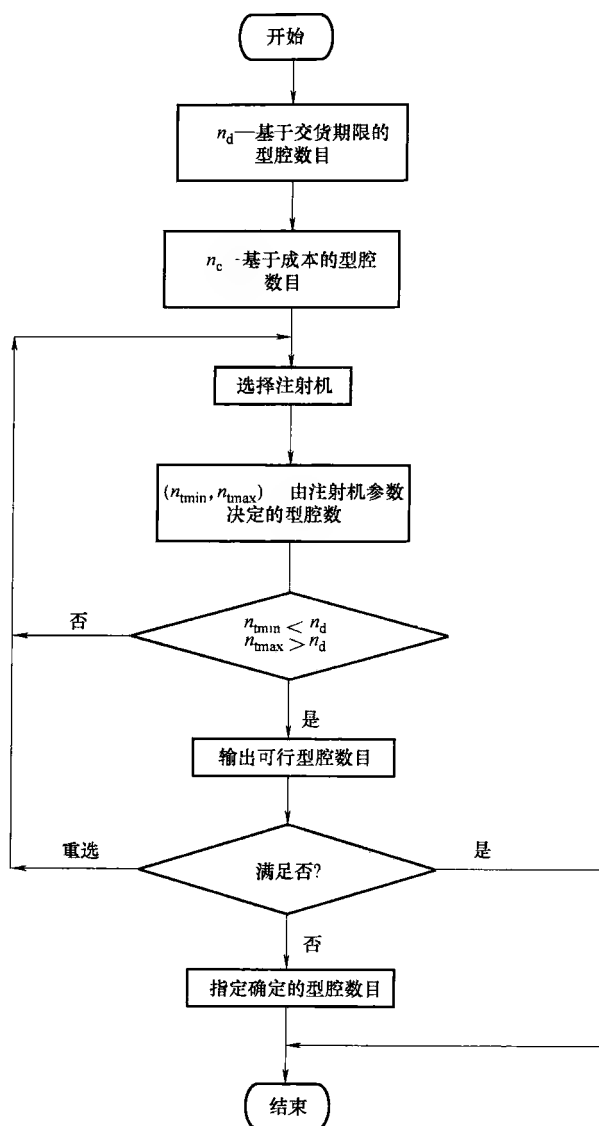 开始
n_d—基于交货期限的
型腔数目
n_c -基于成本的型腔
数目
选择注射机
(n_tmin, n_tmax) 由注射机参数
决定的型腔数
否
n_tmin < n_d
n_tmax > n_d
是
输出可行型腔数目
重选
满足否?
是
否
指定确定的型腔数目
结束